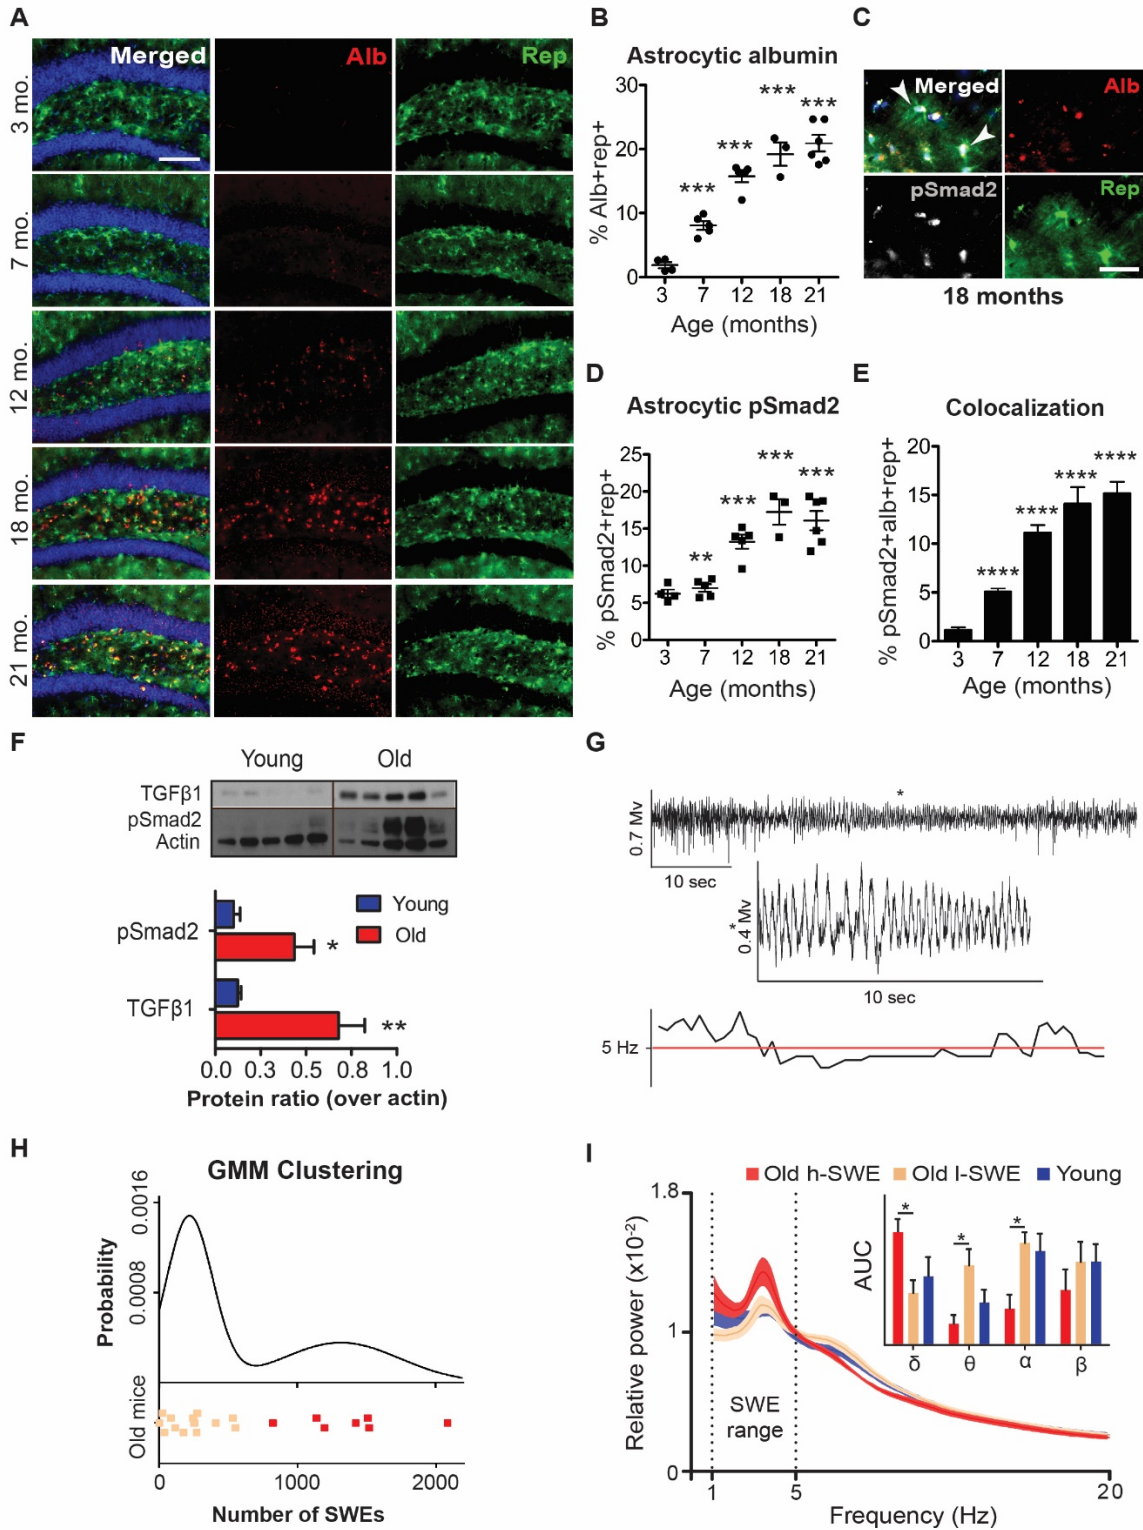 A
Merged Alb Rep
3 mo.
7 mo.
12 mo.
18 mo.
21 mo.
B
Astrocytic albumin
% Alb+rep+
30
20
10
0
***
***
***
***
3 7 12 18 21
Age (months)
C
Merged Alb
pSmad2 Rep
18 months
D
Astrocytic pSmad2
% pSmad2+rep+
25
20
15
10
5
0
**
***
***
***
3 7 12 18 21
Age (months)
E
Colocalization
% pSmad2+alb+rep+
20
15
10
5
0
****
****
****
****
3 7 12 18 21
Age (months)
F
Young Old
TGFβ1
pSmad2
Actin
Young
Old
pSmad2
*
TGFβ1
**
0.0 0.3 0.5 0.8 1.0
Protein ratio (over actin)
G
*
0.7 Mv
10 sec
*
0.4 Mv
10 sec
5 Hz
H
GMM Clustering
Probability
0.0016
0.0008
Old mice
0 1000 2000
Number of SWEs
I
Old h-SWE Old l-SWE Young
Relative power (x10⁻²)
1.8
1
0
SWE
range
AUC
* * *
δ θ α β
1 5 20
Frequency (Hz)